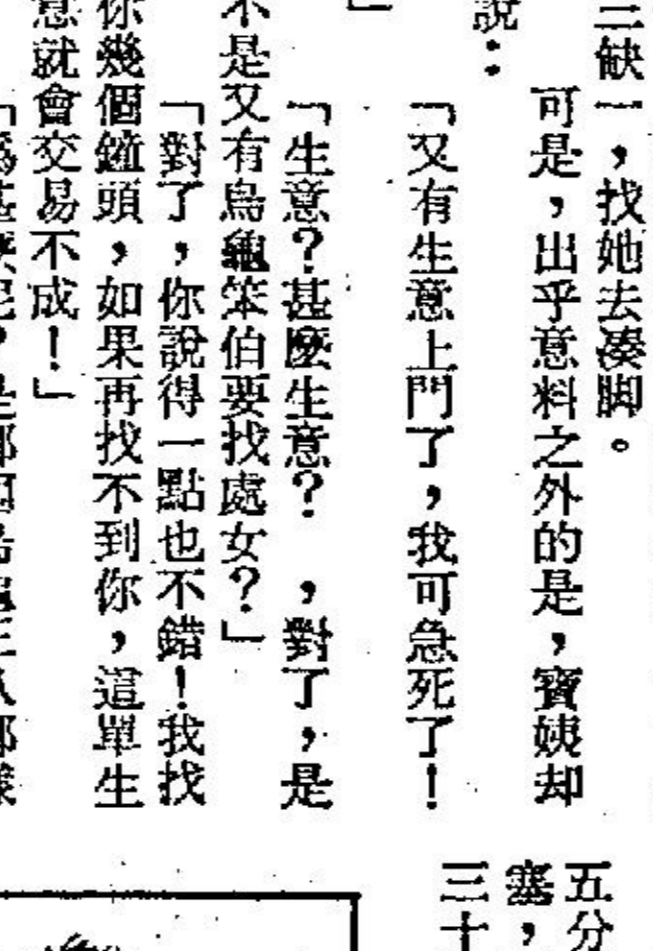 三缺一，找她去湊脚。
可是，出乎意料之外的是，寶姨却
說：
「又有生意上門了，我可急死了！
」
「生意？甚麼生意？，對了，是
不是又有烏龜笨伯要找處女？」
「對了，你說得一點也不錯！我找
你幾個鐘頭，如果再找不到你，這單生
意就會交易不成！」
五分
塞，
三十